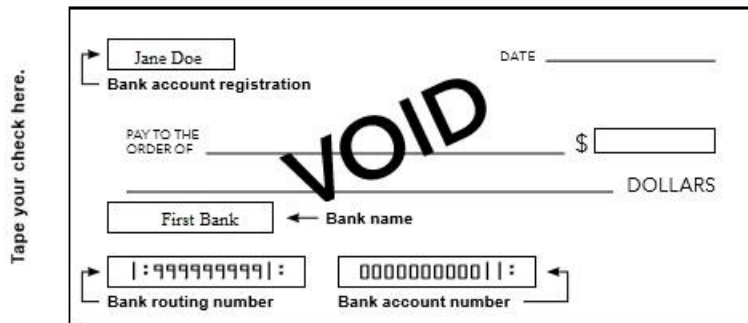 Tape your check here.
Jane Doe
DATE
Bank account registration
VOID
PAY TO THE
ORDER OF
$
DOLLARS
First Bank
Bank name
|:999999999|:
0000000000||:
Bank routing number
Bank account number